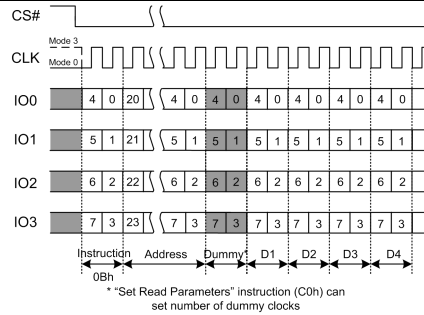 CS#
Mode 3
CLK
Mode 0
IO0 4 0 20 4 0 4 0 4 0 4 0 4 0 4 0
IO1 5 1 21 5 1 5 1 5 1 5 1 5 1 5 1
IO2 6 2 22 6 2 6 2 6 2 6 2 6 2 6 2
IO3 7 3 23 7 3 7 3 7 3 7 3 7 3 7 3
Instruction Address Dummy* D1 D2 D3 D4
0Bh
* "Set Read Parameters" instruction (C0h) can
set number of dummy clocks